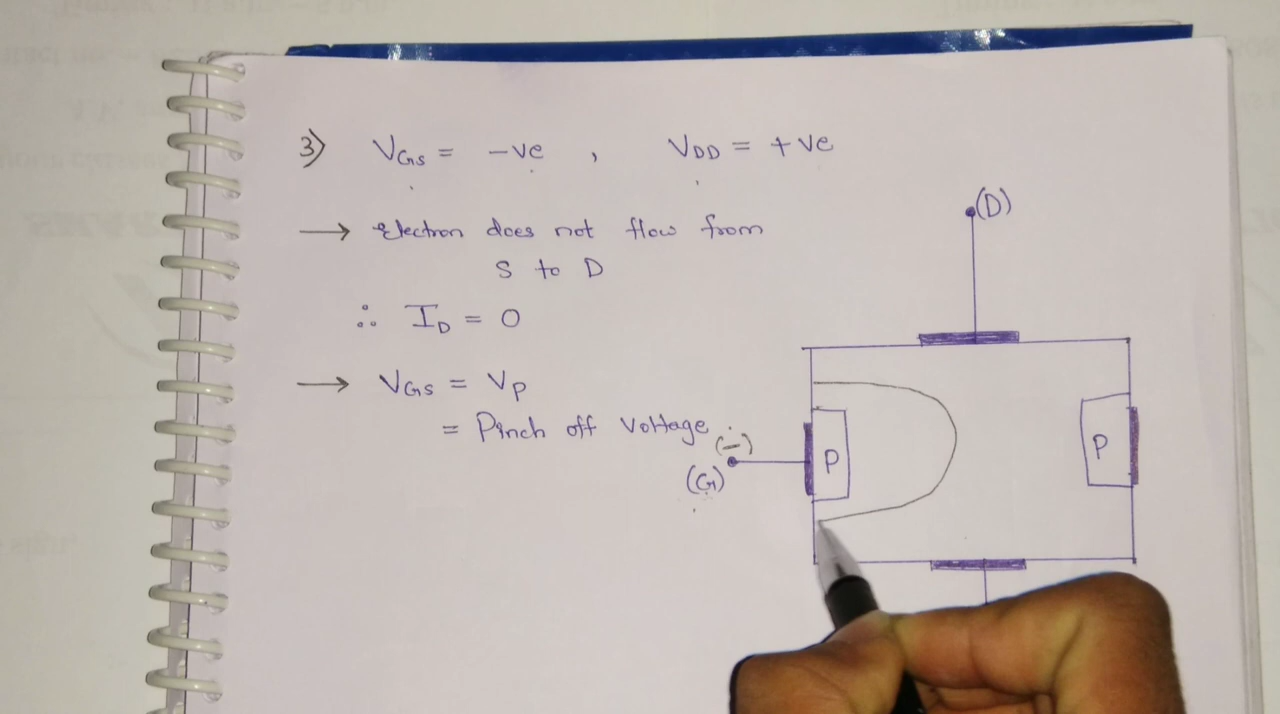 3) VGS = -ve , VDD = +ve
→ Electron does not flow from
S to D
∴ ID = 0
→ VGS = VP
= Pinch off Voltage
(D)
P
P
(-)
(G)